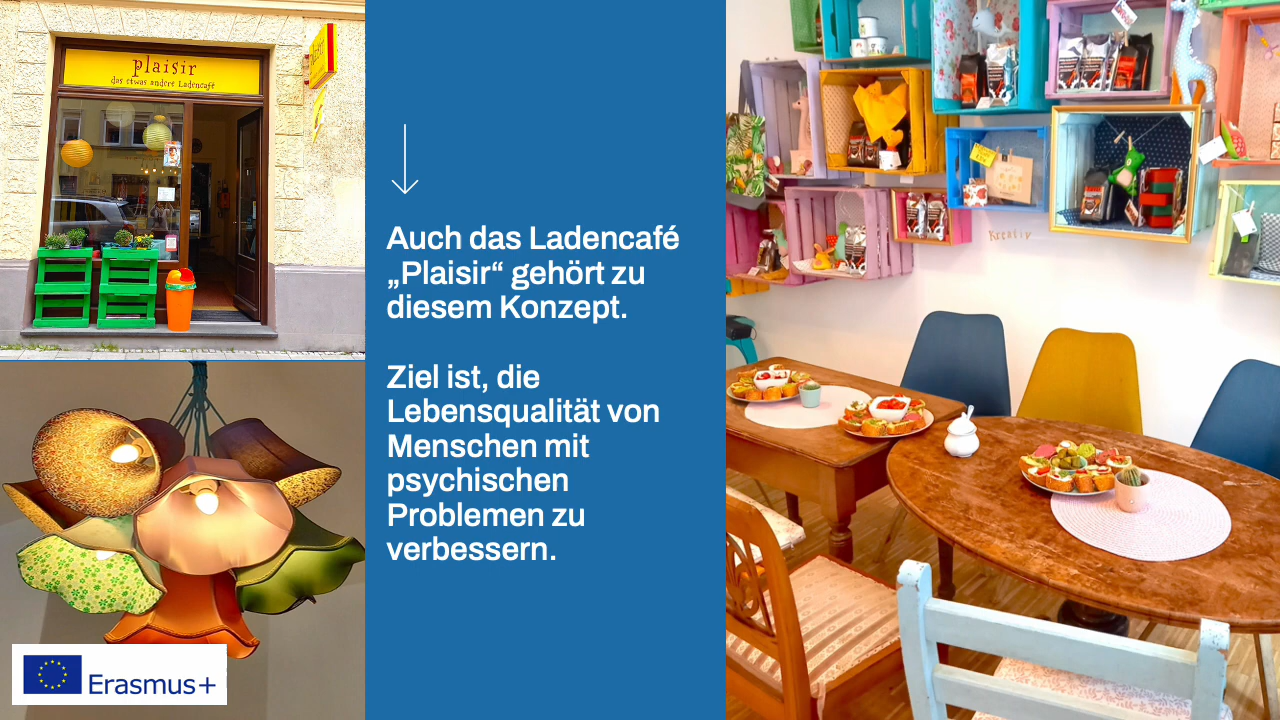 plaisir
das etwas andere Ladencafé
Auch das Ladencafé
„Plaisir“ gehört zu
diesem Konzept.
Ziel ist, die
Lebensqualität von
Menschen mit
psychischen
Problemen zu
verbessern.
Kreativ
Erasmus+